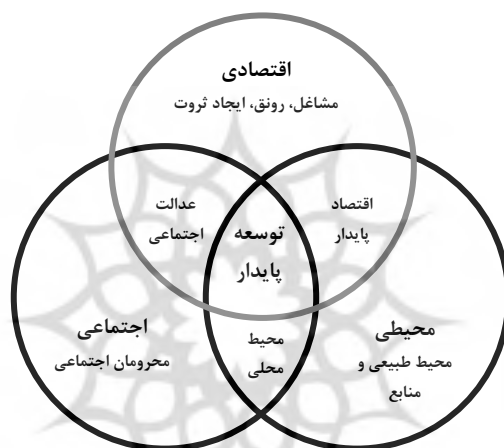 اقتصادی
مشاغل، رونق، ایجاد ثروت
عدالت
اجتماعی
توسعه
پایدار
اقتصاد
پایدار
اجتماعی
محرومان اجتماعی
محیط
محلی
محیطی
محیط طبیعی و
منابع